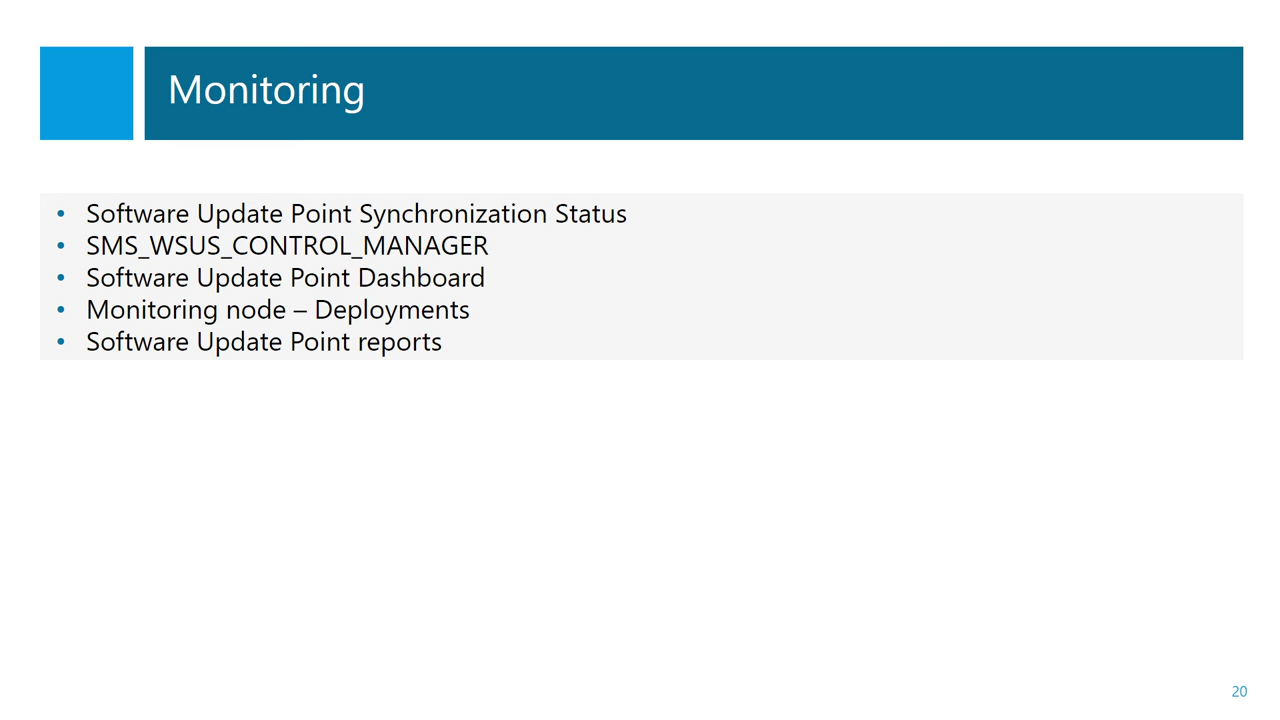 Monitoring
• Software Update Point Synchronization Status
• SMS_WSUS_CONTROL_MANAGER
• Software Update Point Dashboard
• Monitoring node – Deployments
• Software Update Point reports
20